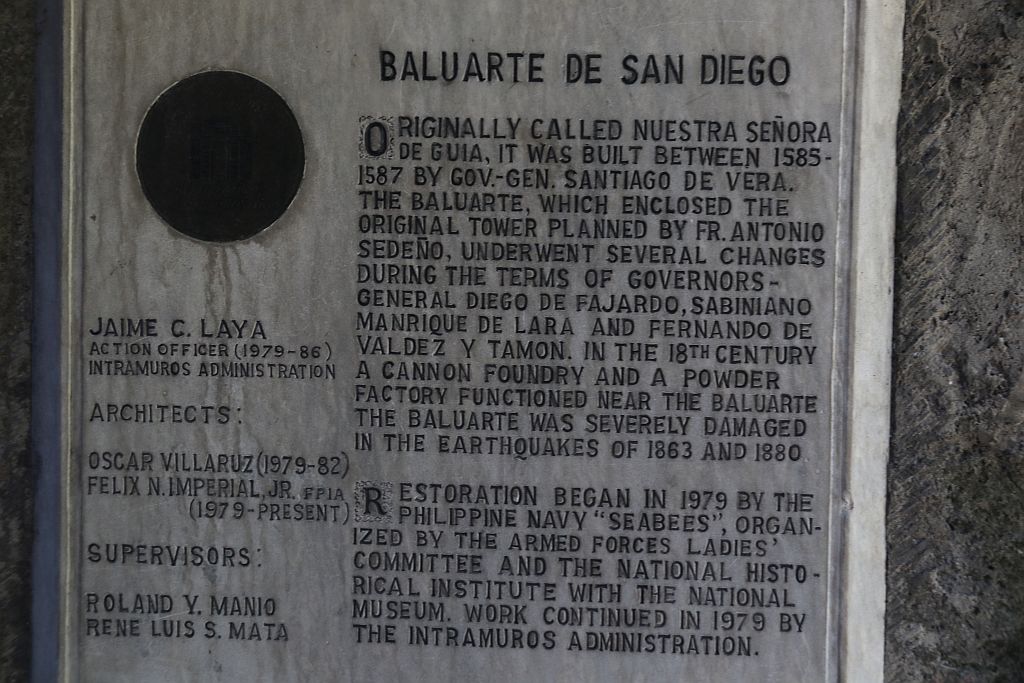 BALUARTE DE SAN DIEGO
ORIGINALLY CALLED NUESTRA SEÑORA
DE GUIA, IT WAS BUILT BETWEEN 1585-
1587 BY GOV.-GEN. SANTIAGO DE VERA.
THE BALUARTE, WHICH ENCLOSED THE
ORIGINAL TOWER PLANNED BY FR. ANTONIO
SEDEÑO, UNDERWENT SEVERAL CHANGES
DURING THE TERMS OF GOVERNORS-
GENERAL DIEGO DE FAJARDO, SABINIANO
MANRIQUE DE LARA AND FERNANDO DE
VALDEZ Y TAMON. IN THE 18TH CENTURY
A CANNON FOUNDRY AND A POWDER
FACTORY FUNCTIONED NEAR THE BALUARTE
THE BALUARTE WAS SEVERELY DAMAGED
IN THE EARTHQUAKES OF 1863 AND 1880.
RESTORATION BEGAN IN 1979 BY THE
PHILIPPINE NAVY "SEABEES", ORGAN-
IZED BY THE ARMED FORCES LADIES'
COMMITTEE AND THE NATIONAL HISTO-
RICAL INSTITUTE WITH THE NATIONAL
MUSEUM. WORK CONTINUED IN 1979 BY
THE INTRAMUROS ADMINISTRATION.
JAIME C. LAYA
ACTION OFFICER (1979-86)
INTRAMUROS ADMINISTRATION
ARCHITECTS:
OSCAR VILLARUZ (1979-82)
FELIX N. IMPERIAL, JR. FPIA
(1979-PRESENT)
SUPERVISORS:
ROLAND Y. MANIO
RENE LUIS S. MATA